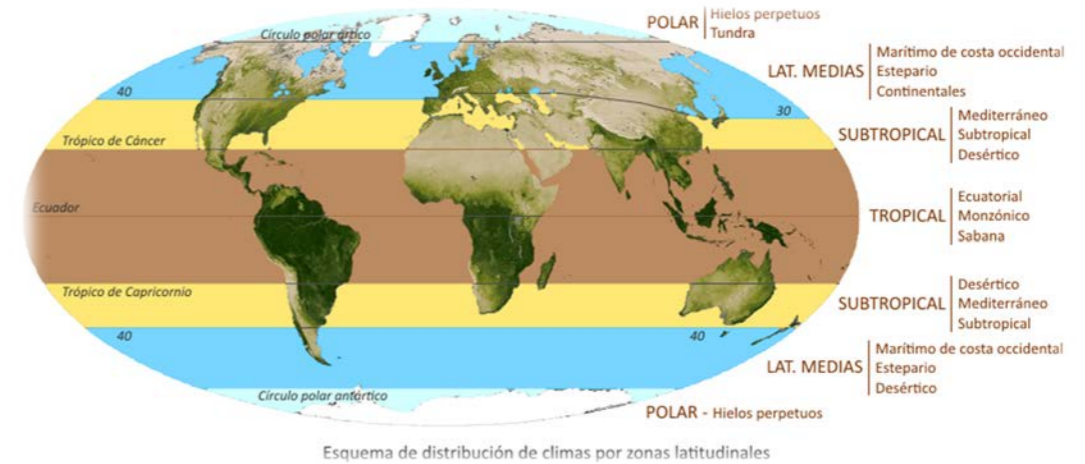 Círculo polar ártico
40
30
Trópico de Cáncer
Ecuador
Trópico de Capricornio
40
40
Círculo polar antártico
POLAR
Hielos perpetuos
Tundra
LAT. MEDIAS
Marítimo de costa occidental
Estepario
Continentales
SUBTROPICAL
Mediterráneo
Subtropical
Desértico
TROPICAL
Ecuatorial
Monzónico
Sabana
SUBTROPICAL
Desértico
Mediterráneo
Subtropical
LAT. MEDIAS
Marítimo de costa occidental
Estepario
Desértico
POLAR - Hielos perpetuos
Esquema de distribución de climas por zonas latitudinales